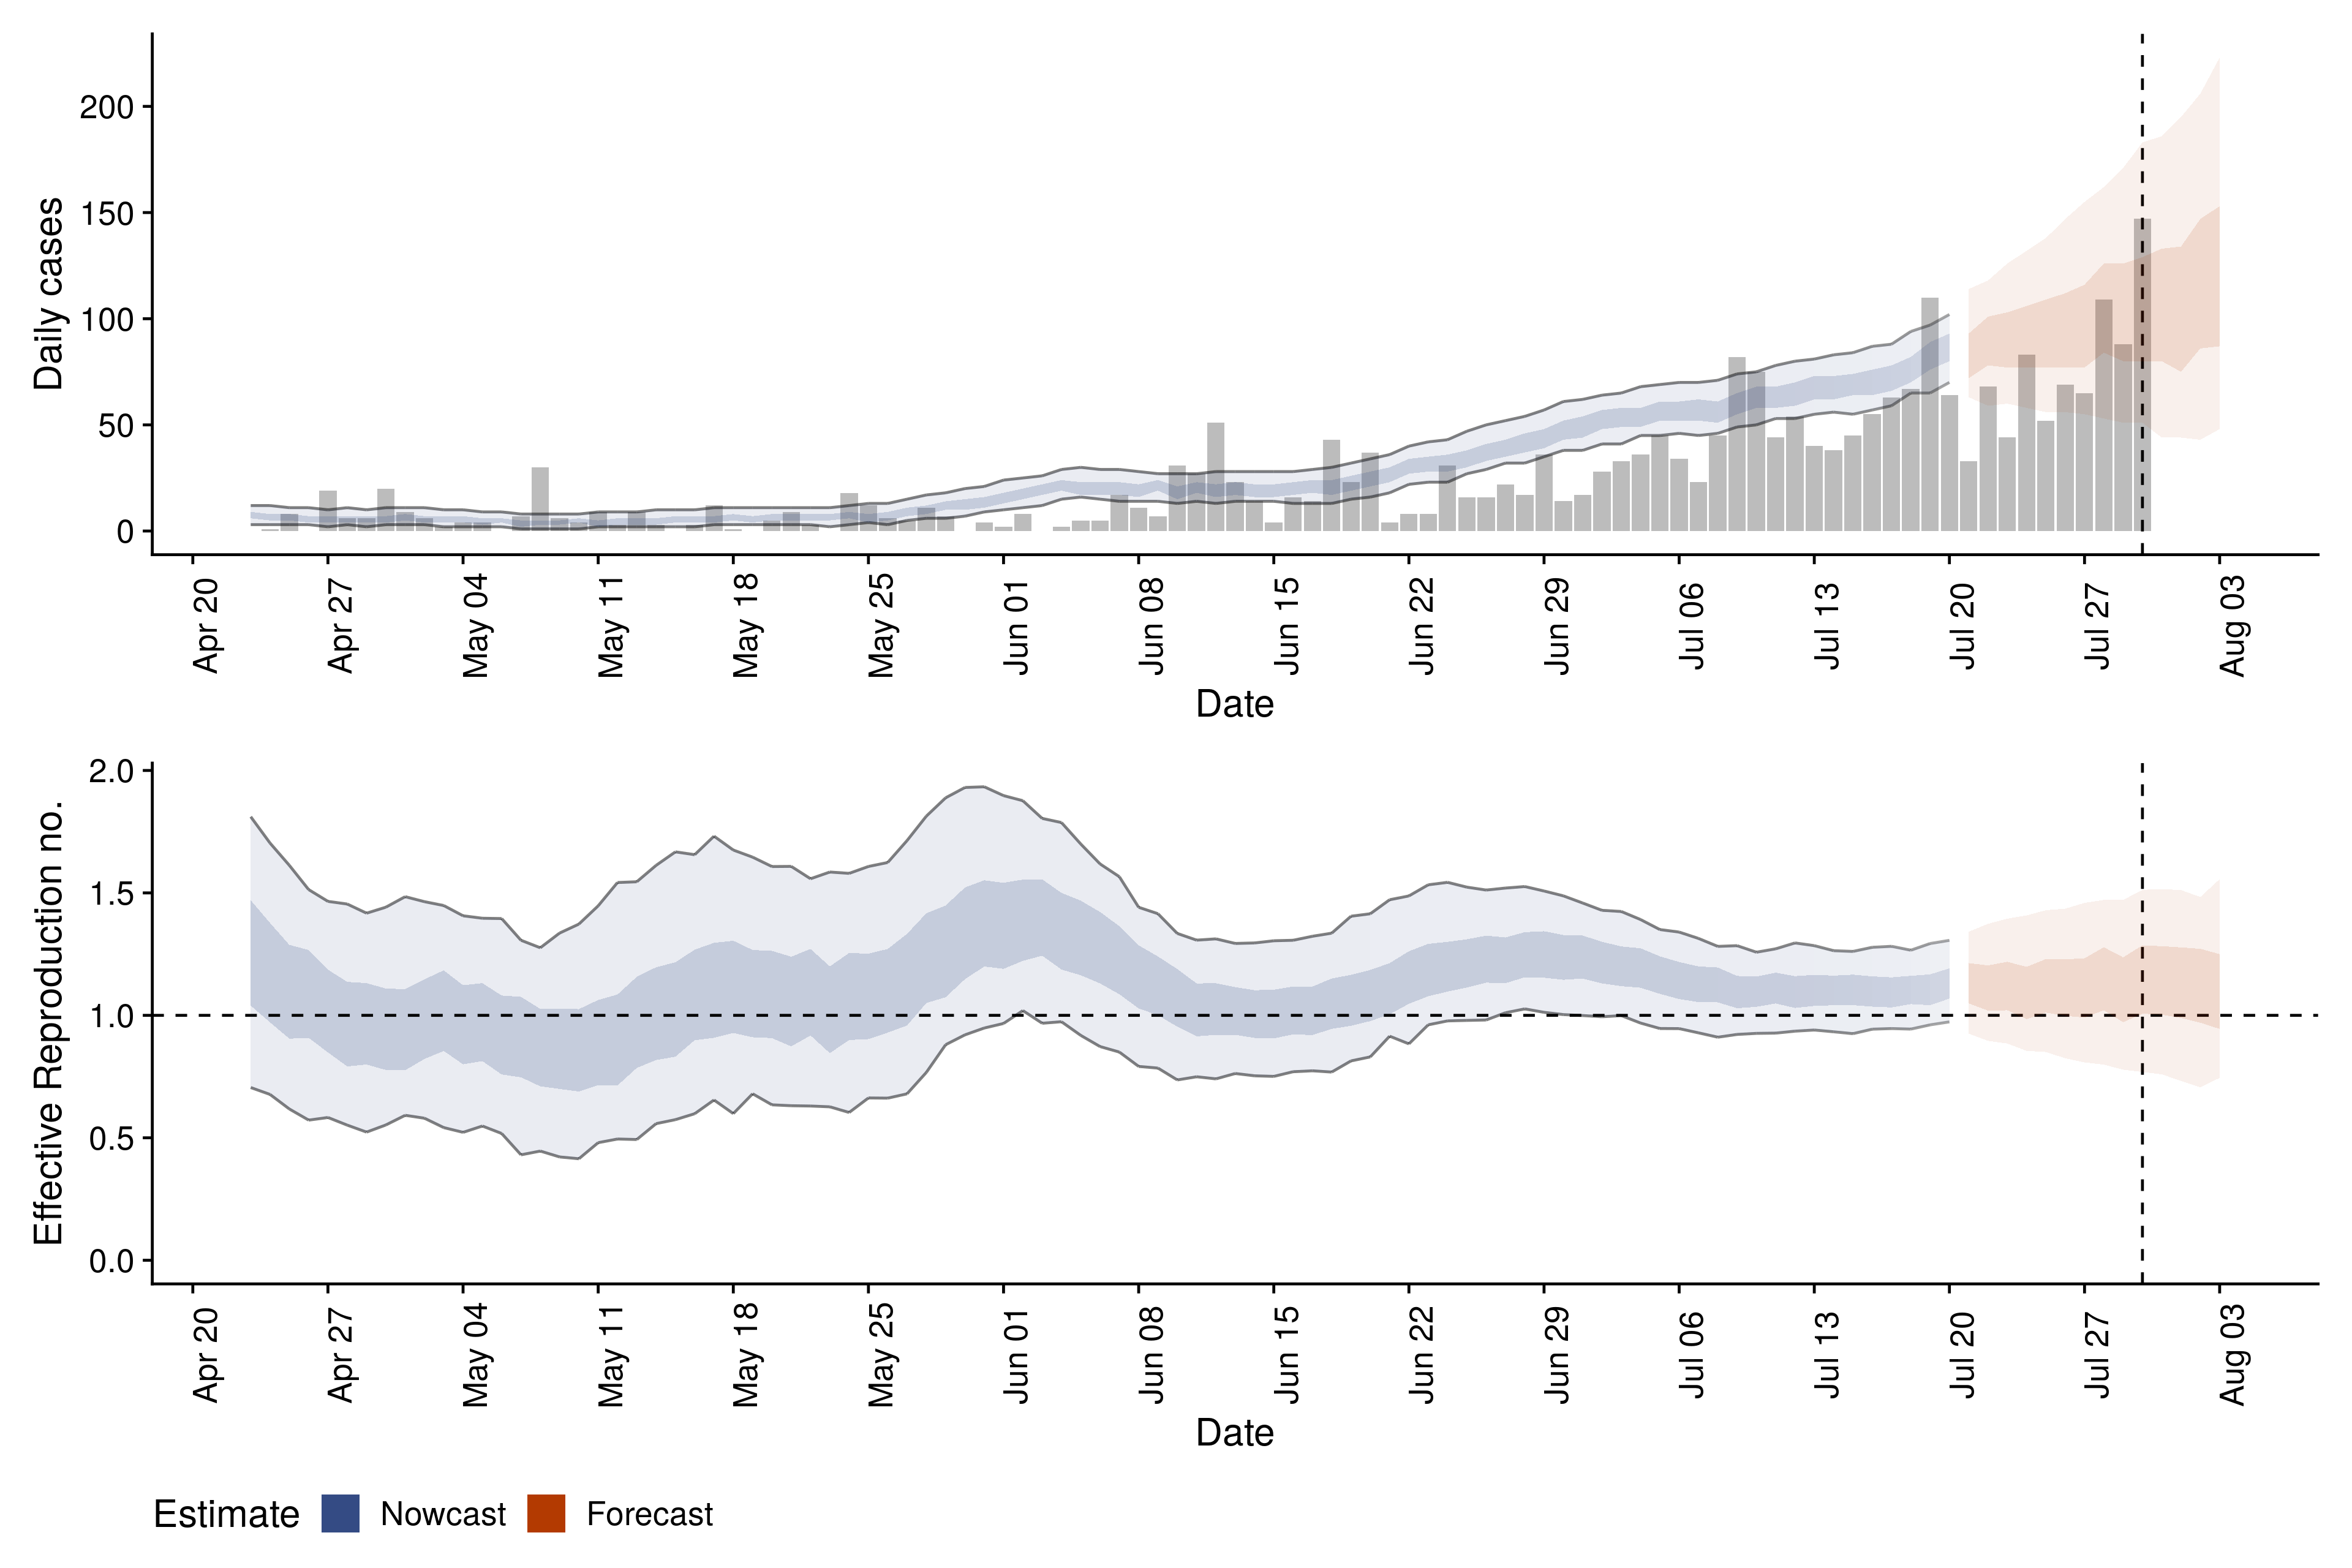 Daily cases
200
150
100
50
0
Apr 20 Apr 27 May 04 May 11 May 18 May 25 Jun 01 Jun 08 Jun 15 Jun 22 Jun 29 Jul 06 Jul 13 Jul 20 Jul 27 Aug 03
Date
Effective Reproduction no.
2.0
1.5
1.0
0.5
0.0
Apr 20 Apr 27 May 04 May 11 May 18 May 25 Jun 01 Jun 08 Jun 15 Jun 22 Jun 29 Jul 06 Jul 13 Jul 20 Jul 27 Aug 03
Date
Estimate Nowcast Forecast